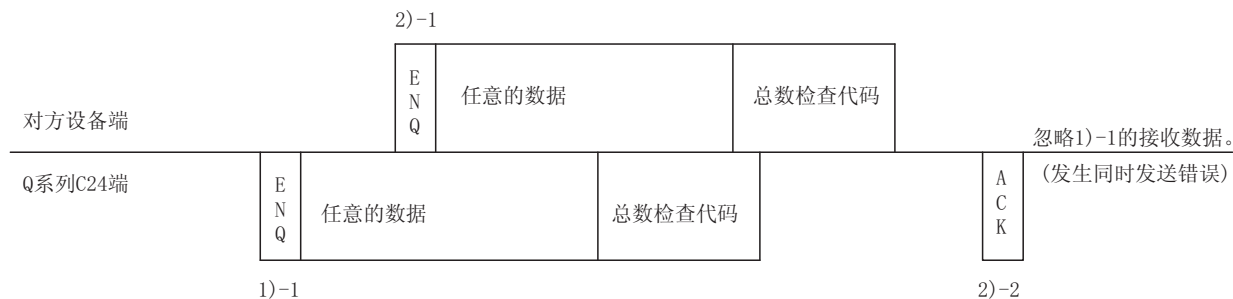 2)-1
ENQ
任意的数据
总数检查代码
对方设备端
忽略1)-1的接收数据。
Q系列C24端
(发生同时发送错误)
ENQ
任意的数据
总数检查代码
ACK
1)-1
2)-2